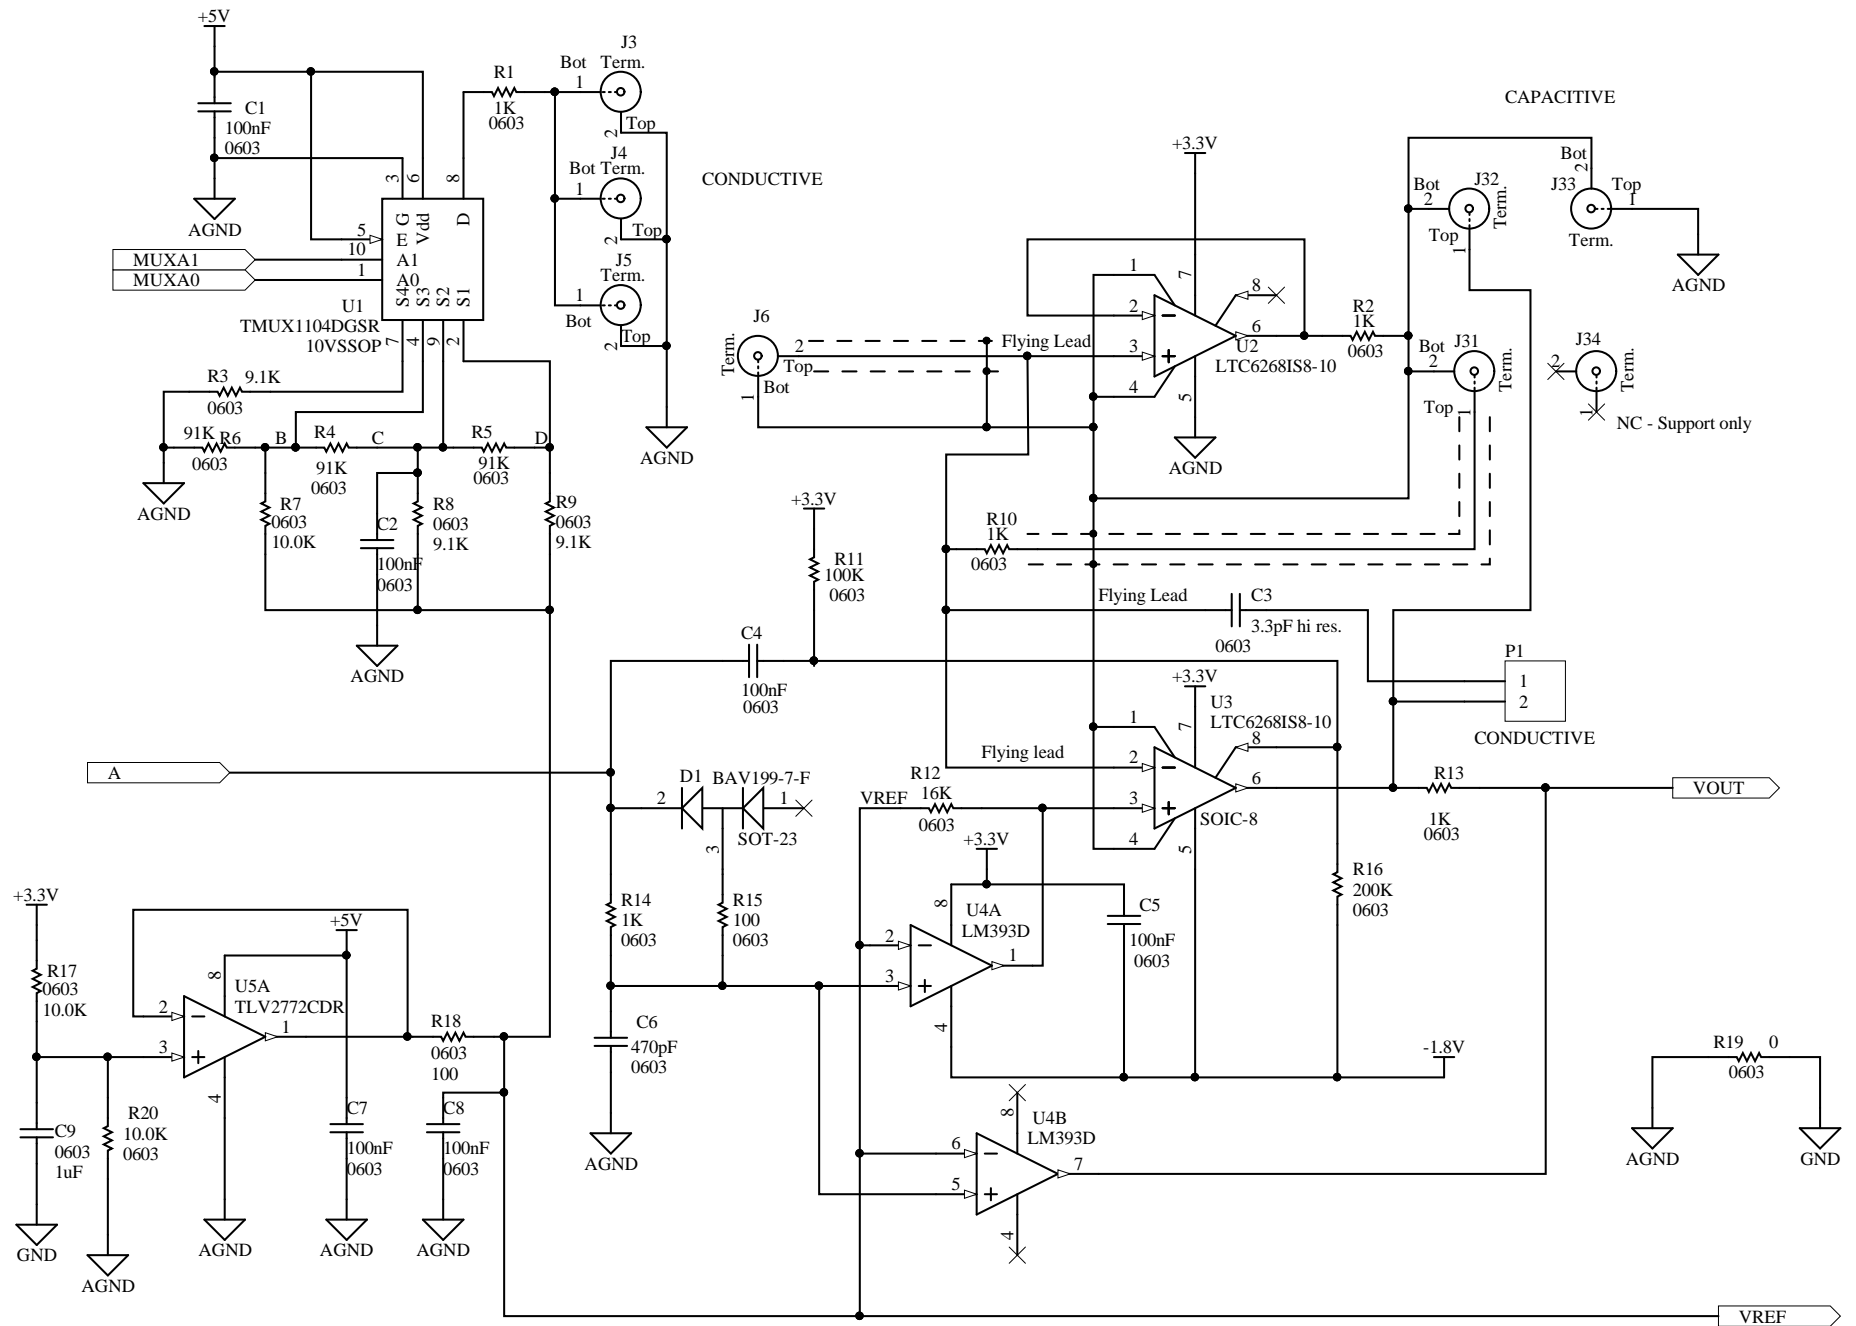 +5V
C1
100nF
0603
AGND
3
6
8
G
Vdd
D
5
E
10
A1
1
A0
S4
S3
S2
S1
MUXA1
MUXA0
U1
TMUX1104DGSR
10VSSOP
7
4
9
2
R1
1K
0603
J3
Bot Term.
1
2
Top
J4
Bot Term.
1
2
Top
J5
Term.
1
Bot
2
Top
AGND
CONDUCTIVE
R3 9.1K
0603
91K
R6
0603
B
R4
91K
0603
C
R5
91K
0603
D
AGND
R7
0603
10.0K
C2
100nF
0603
R8
0603
9.1K
R9
0603
9.1K
AGND
J6
Term.
2
Top
Bot
1
Flying Lead
+3.3V
1
7
8
2
3
6
4
5
U2
LTC6268IS8-10
AGND
R2
1K
0603
CAPACITIVE
Bot
2
J32
Term.
Top
1
Bot
2
J33
Top
1
Term.
AGND
Bot
2
J31
Term.
Top
1
J34
2
Term.
1
NC - Support only
R10
1K
0603
+3.3V
R11
100K
0603
Flying Lead
C3
3.3pF hi res.
0603
C4
100nF
0603
P1
1
2
CONDUCTIVE
+3.3V
U3
LTC6268IS8-10
1
7
8
Flying lead
2
3
6
4
5
SOIC-8
A
D1 BAV199-7-F
2
1
3
SOT-23
VREF
R12
16K
0603
R13
1K
0603
VOUT
R14
1K
0603
R15
100
0603
+3.3V
8
U4A
LM393D
2
3
1
4
C5
100nF
0603
R16
200K
0603
-1.8V
+3.3V
R17
0603
10.0K
+5V
8
U5A
TLV2772CDR
2
3
1
4
R18
0603
100
C6
470pF
0603
AGND
R19 0
0603
AGND
GND
C9
0603
1uF
GND
R20
10.0K
0603
AGND
AGND
C7
100nF
0603
AGND
C8
100nF
0603
AGND
8
U4B
LM393D
6
5
7
4
VREF